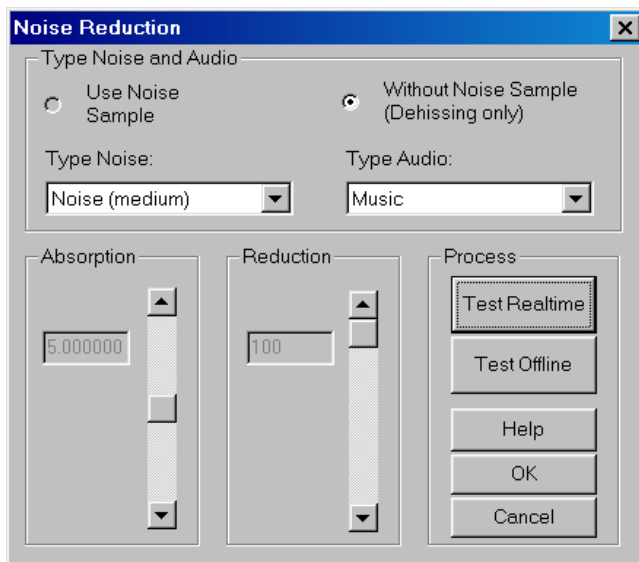 Noise Reduction
Type Noise and Audio
Use Noise
Sample
Without Noise Sample
(Dehissing only)
Type Noise:
Type Audio:
Noise (medium)
Music
Absorption
Reduction
Process
5.000000
100
Test Realtime
Test Offline
Help
OK
Cancel